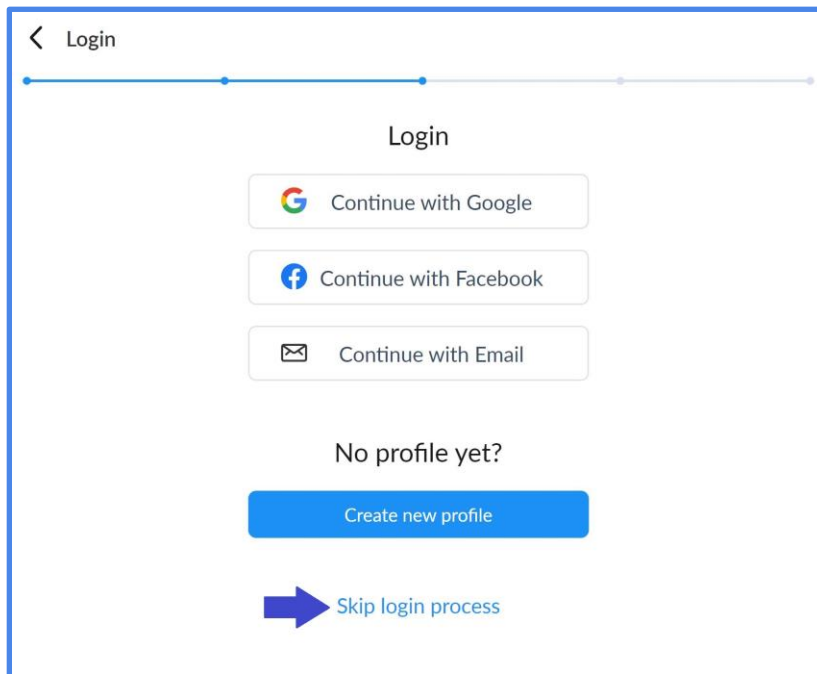 Login
Login
Continue with Google
Continue with Facebook
Continue with Email
No profile yet?
Create new profile
Skip login process